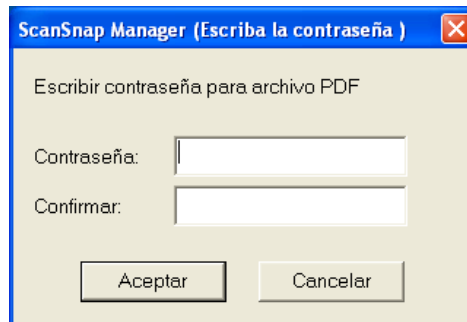 ScanSnap Manager (Escriba la contraseña )
Escribir contraseña para archivo PDF
Contraseña:
Confirmar:
Aceptar Cancelar